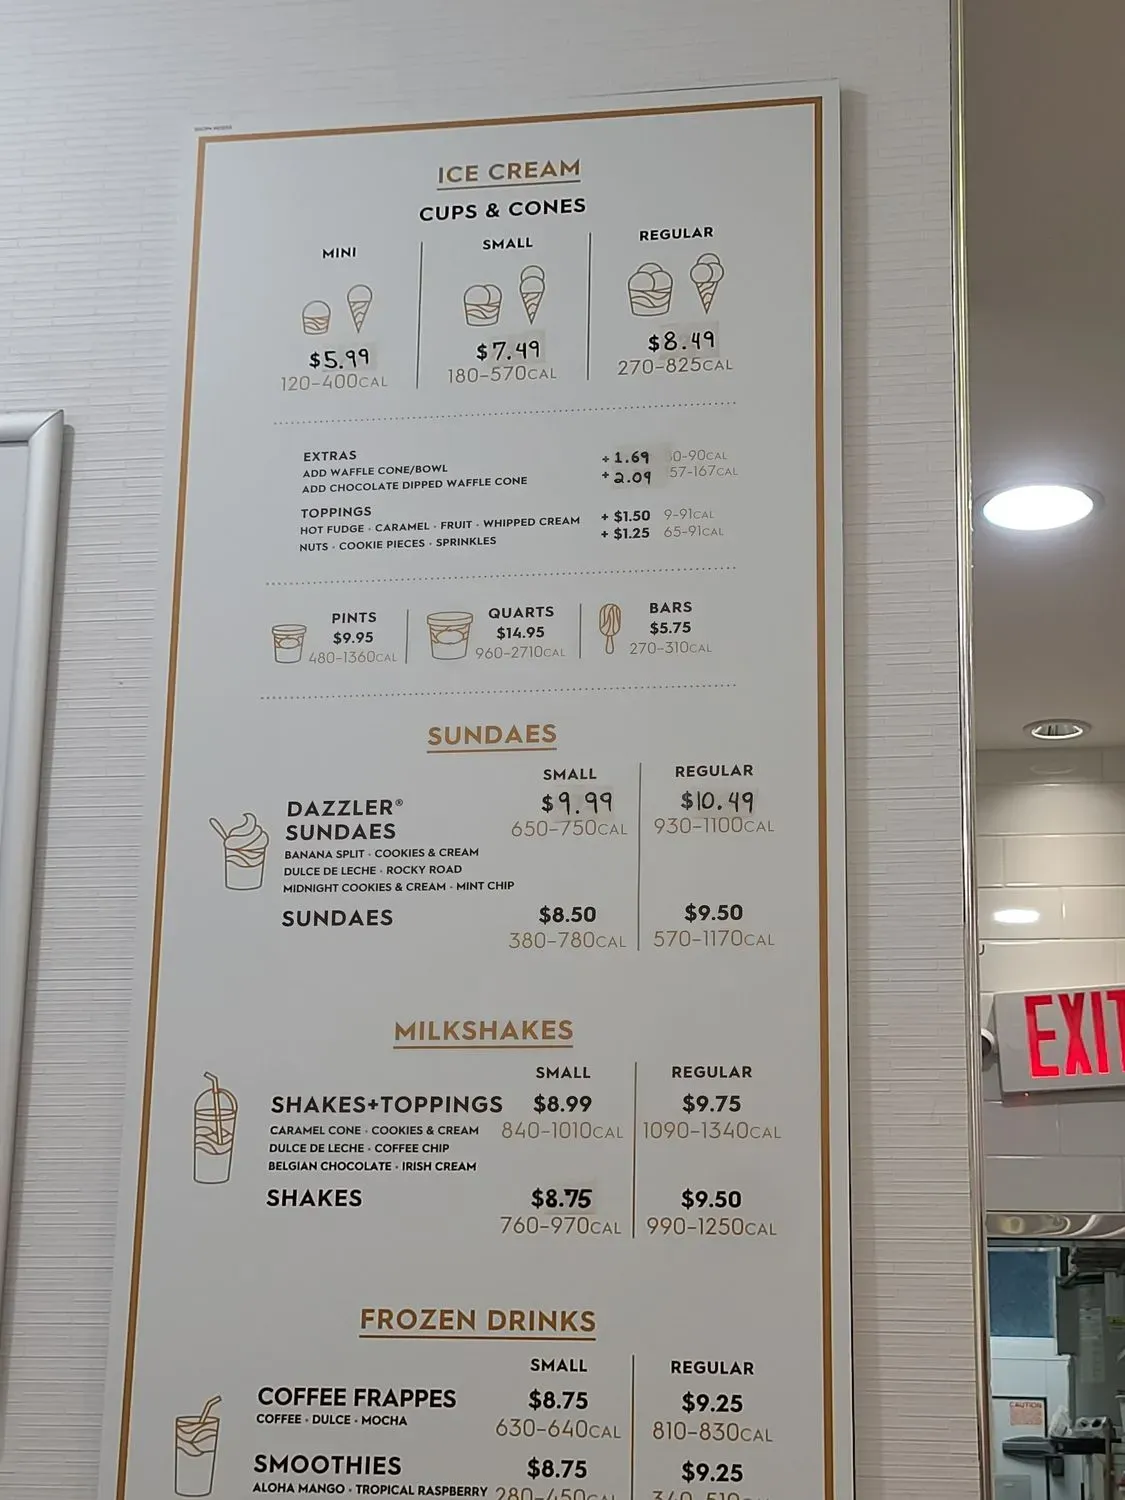 ICE CREAM
CUPS & CONES
MINI
SMALL
REGULAR
$5.99
$7.49
$8.49
120-400CAL
180-570CAL
270-825CAL
EXTRAS
ADD WAFFLE CONE/BOWL + 1.69 0-90CAL
ADD CHOCOLATE DIPPED WAFFLE CONE + 2.09 57-167CAL
TOPPINGS
HOT FUDGE · CARAMEL · FRUIT · WHIPPED CREAM + $1.50 9-91CAL
NUTS · COOKIE PIECES · SPRINKLES + $1.25 65-91CAL
PINTS
$9.95
480-1360CAL
QUARTS
$14.95
960-2710CAL
BARS
$5.75
270-310CAL
SUNDAES
SMALL REGULAR
DAZZLER® $9.99 $10.49
SUNDAES 650-750CAL 930-1100CAL
BANANA SPLIT · COOKIES & CREAM
DULCE DE LECHE · ROCKY ROAD
MIDNIGHT COOKIES & CREAM · MINT CHIP
SUNDAES $8.50 $9.50
380-780CAL 570-1170CAL
MILKSHAKES
SMALL REGULAR
SHAKES+TOPPINGS $8.99 $9.75
CARAMEL CONE · COOKIES & CREAM 840-1010CAL 1090-1340CAL
DULCE DE LECHE · COFFEE CHIP
BELGIAN CHOCOLATE · IRISH CREAM
SHAKES $8.75 $9.50
760-970CAL 990-1250CAL
FROZEN DRINKS
SMALL REGULAR
COFFEE FRAPPES $8.75 $9.25
COFFEE · DULCE · MOCHA 630-640CAL 810-830CAL
SMOOTHIES $8.75 $9.25
ALOHA MANGO · TROPICAL RASPBERRY 280-450CAL 340-510CAL
EXIT
CAUTION